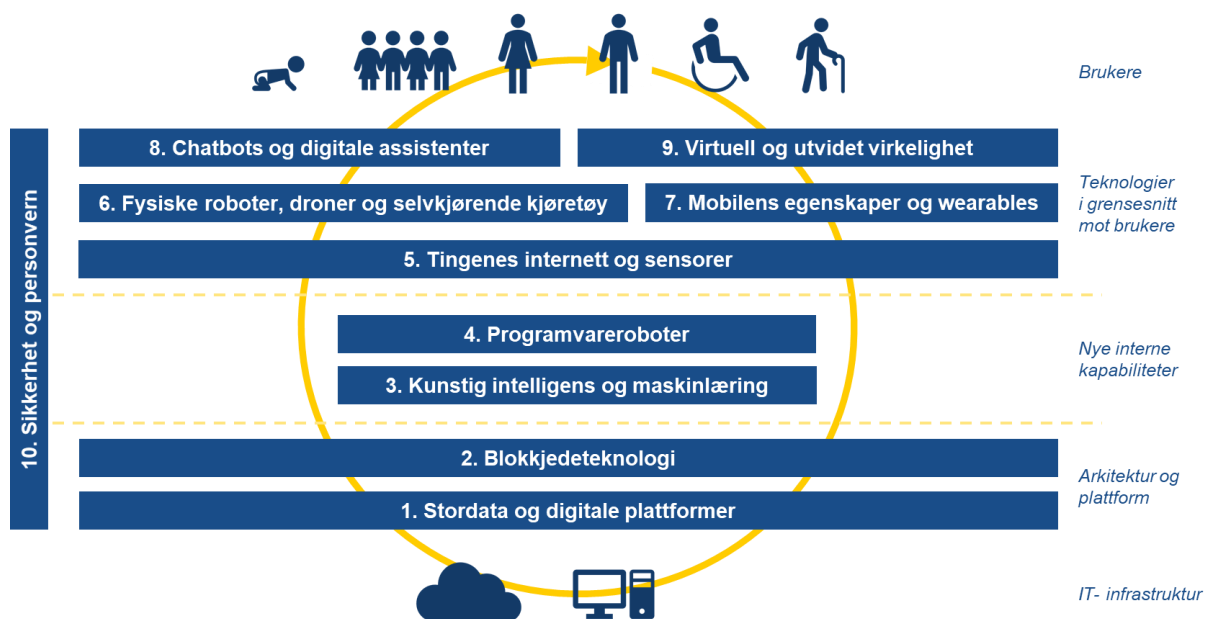 Brukere
8. Chatbots og digitale assistenter
9. Virtuell og utvidet virkelighet
6. Fysiske roboter, droner og selvkjørende kjøretøy
7. Mobilens egenskaper og wearables
Teknologier
i grensesnitt
mot brukere
5. Tingenes internett og sensorer
10. Sikkerhet og personvern
4. Programvareroboter
3. Kunstig intelligens og maskinlæring
Nye interne
kapabiliteter
2. Blokkjedeteknologi
1. Stordata og digitale plattformer
Arkitektur og
plattform
IT- infrastruktur